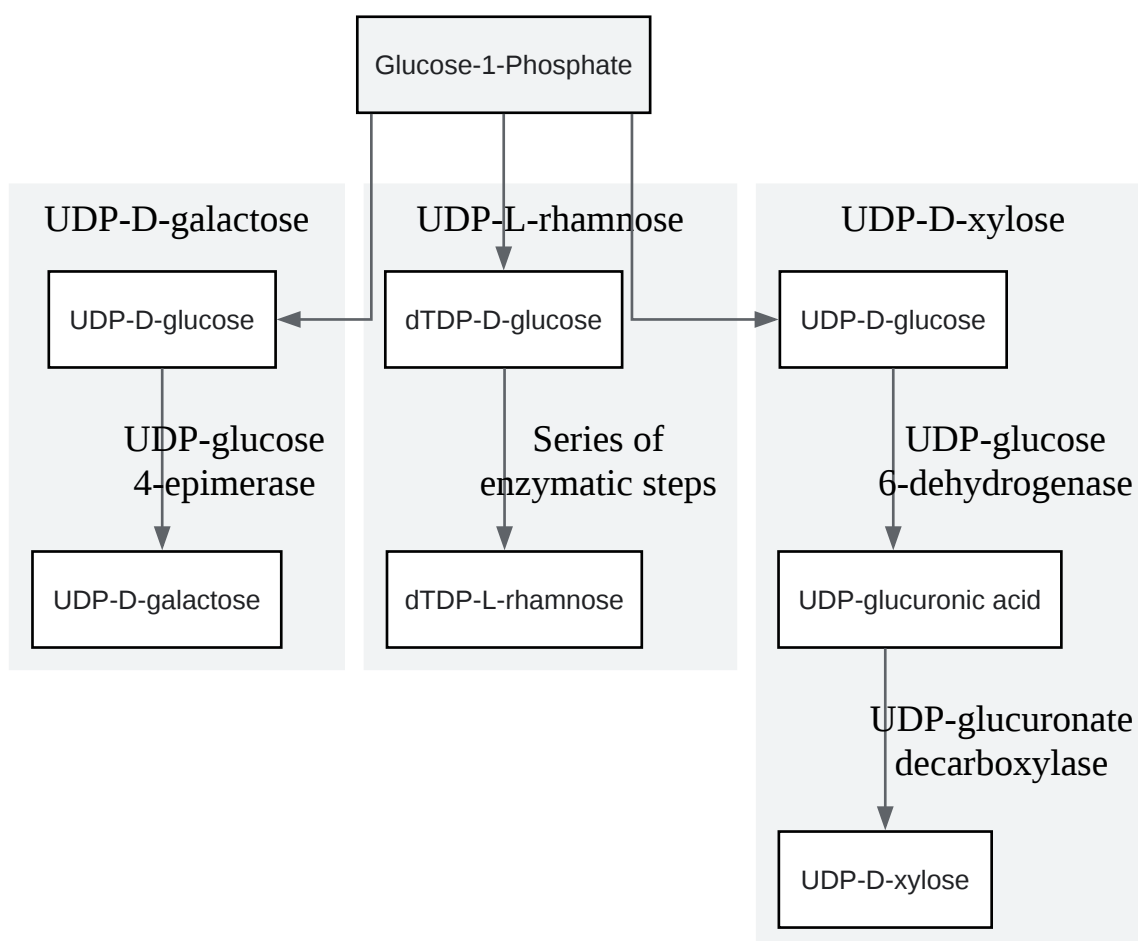 Glucose-1-Phosphate
UDP-D-galactose
UDP-L-rhamnose
UDP-D-xylose
UDP-D-glucose
dTDP-D-glucose
UDP-D-glucose
UDP-glucose
4-epimerase
Series of
enzymatic steps
UDP-glucose
6-dehydrogenase
UDP-D-galactose
dTDP-L-rhamnose
UDP-glucuronic acid
UDP-glucuronate
decarboxylase
UDP-D-xylose